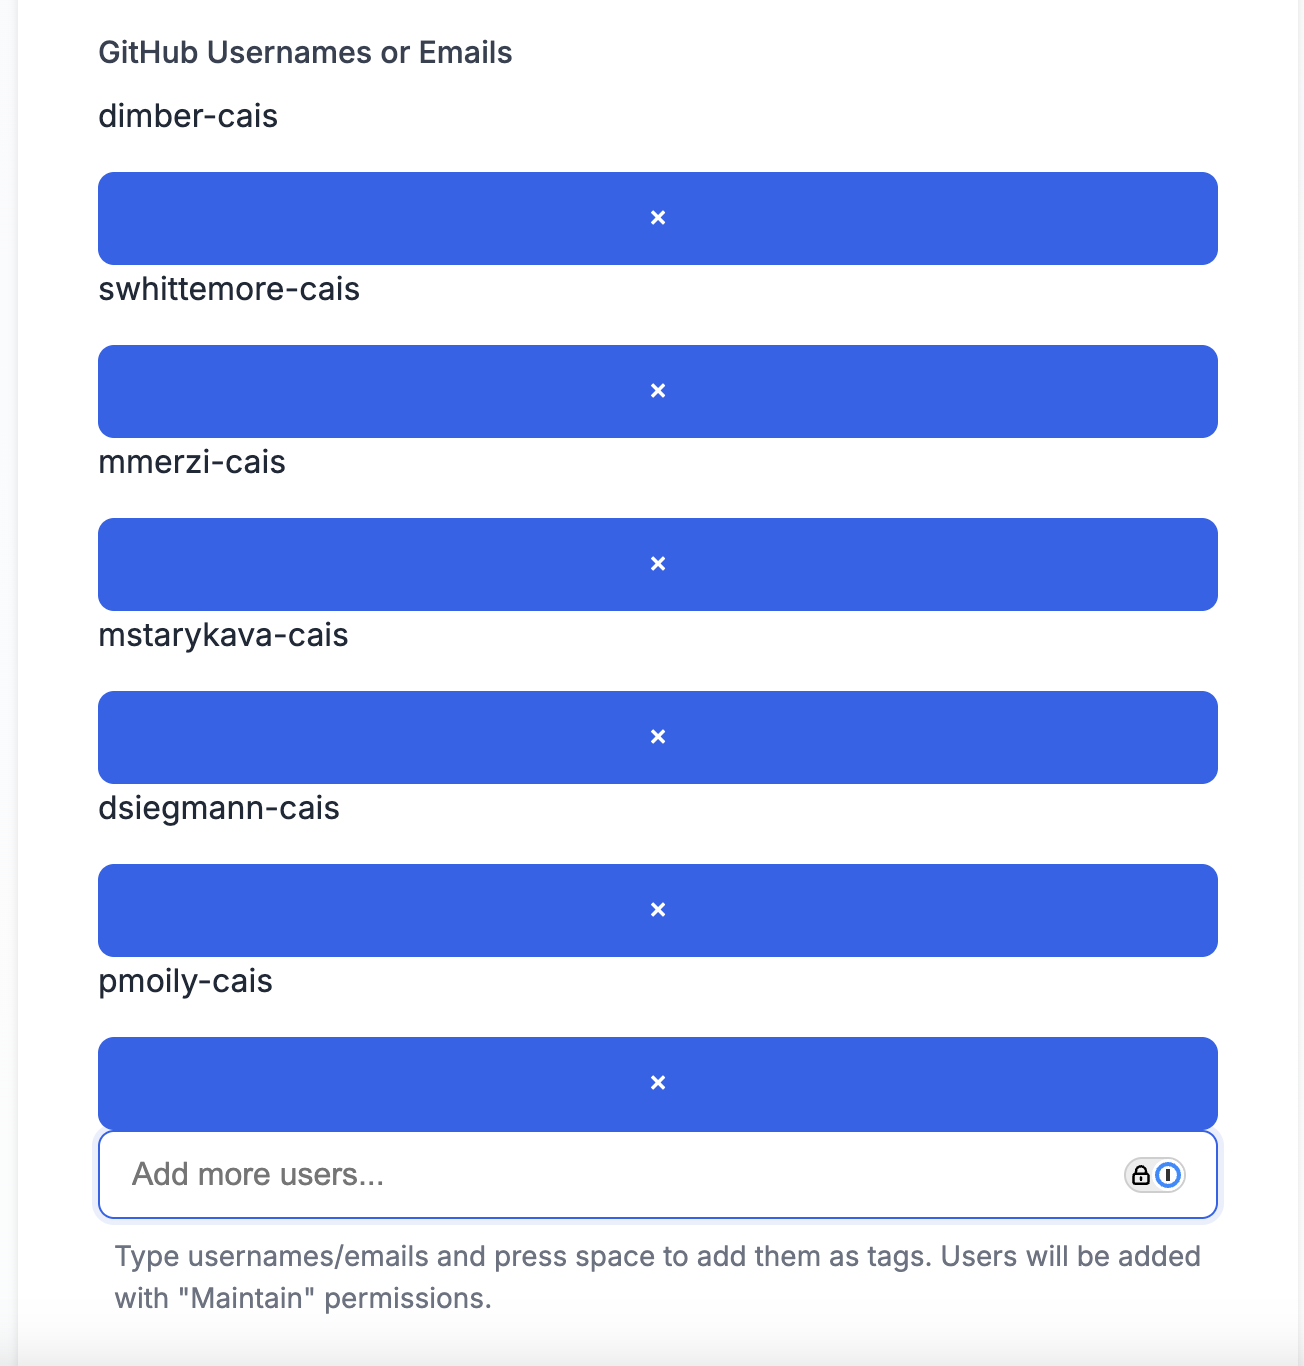 GitHub Usernames or Emails
dimber-cais
×
swhittemore-cais
×
mmerzi-cais
×
mstarykava-cais
×
dsiegmann-cais
×
pmoily-cais
×
Add more users...
Type usernames/emails and press space to add them as tags. Users will be added
with "Maintain" permissions.